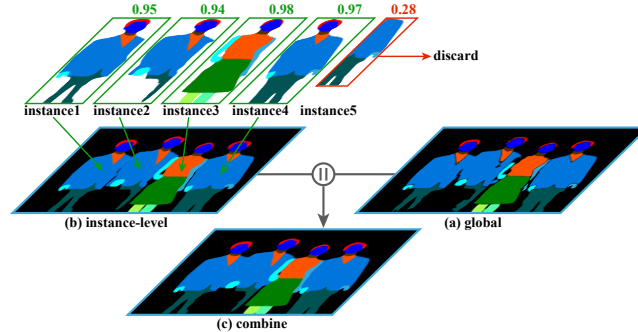 0.95 0.94 0.98 0.97 0.28
discard
instance1 instance2 instance3 instance4 instance5
(b) instance-level
(a) global
(c) combine